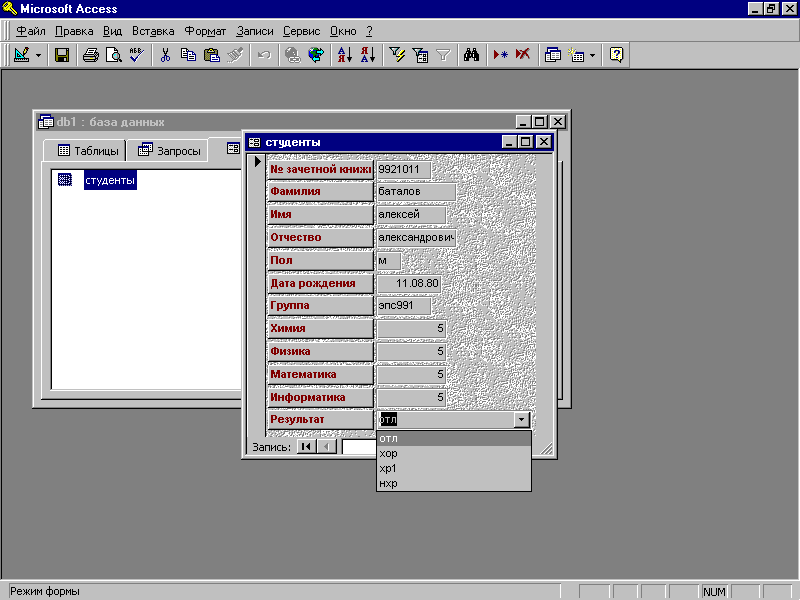 Microsoft Access
Файл Правка Вид Вставка Формат Записи Сервис Окно ?
db1 : база данных
Таблицы Запросы
студенты
студенты
№ зачетной книжк 9921011
Фамилия баталов
Имя алексей
Отчество александрович
Пол м
Дата рождения 11.08.80
Группа эпс991
Химия 5
Физика 5
Математика 5
Информатика 5
Результат отл
отл
хор
хр1
нхр
Запись:
Режим формы NUM